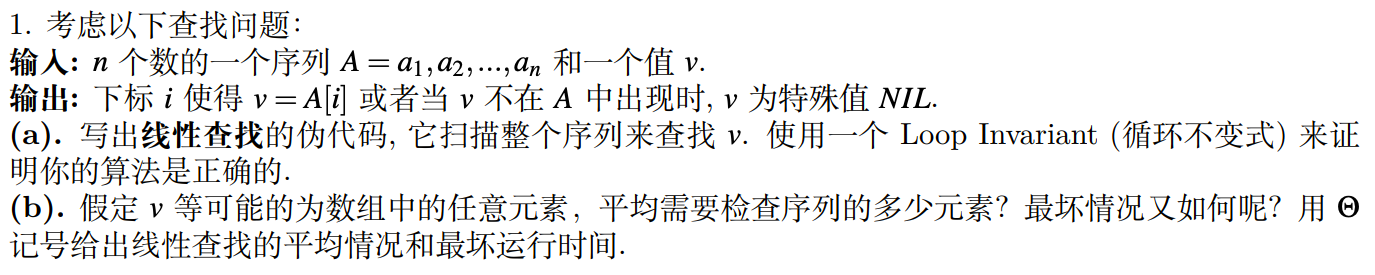 1. 考虑以下查找问题：
输入: n 个数的一个序列 A = a₁,a₂,...,aₙ 和一个值 v.
输出: 下标 i 使得 v = A[i] 或者当 v 不在 A 中出现时, v 为特殊值 NIL.
(a). 写出线性查找的伪代码, 它扫描整个序列来查找 v. 使用一个 Loop Invariant (循环不变式) 来证
明你的算法是正确的.
(b). 假定 v 等可能的为数组中的任意元素， 平均需要检查序列的多少元素？最坏情况又如何呢？用 Θ
记号给出线性查找的平均情况和最坏运行时间.